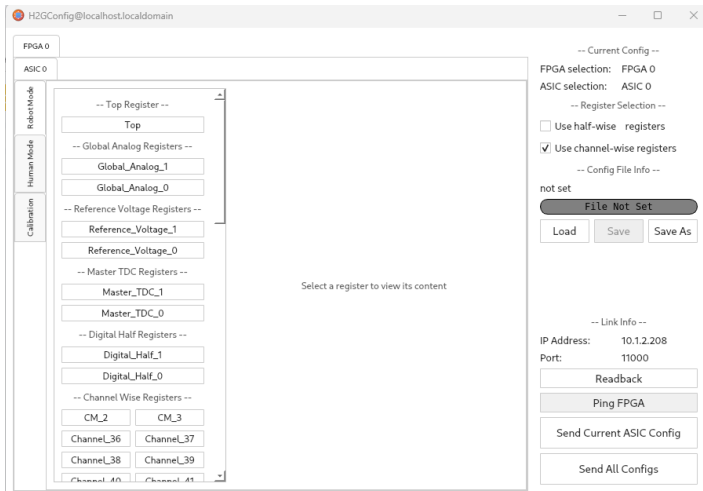 H2GConfig@localhost.localdomain
FPGA 0
ASIC 0
Robot Mode
Human Mode
Calibration
-- Top Register --
Top
-- Global Analog Registers --
Global_Analog_1
Global_Analog_0
-- Reference Voltage Registers --
Reference_Voltage_1
Reference_Voltage_0
-- Master TDC Registers --
Master_TDC_1
Master_TDC_0
-- Digital Half Registers --
Digital_Half_1
Digital_Half_0
-- Channel Wise Registers --
CM_2 CM_3
Channel_36 Channel_37
Channel_38 Channel_39
Channel_40 Channel_41
Select a register to view its content
-- Current Config --
FPGA selection: FPGA 0
ASIC selection: ASIC 0
-- Register Selection --
Use half-wise registers
Use channel-wise registers
-- Config File Info --
not set
File Not Set
Load Save Save As
-- Link Info --
IP Address: 10.1.2.208
Port: 11000
Readback
Ping FPGA
Send Current ASIC Config
Send All Configs